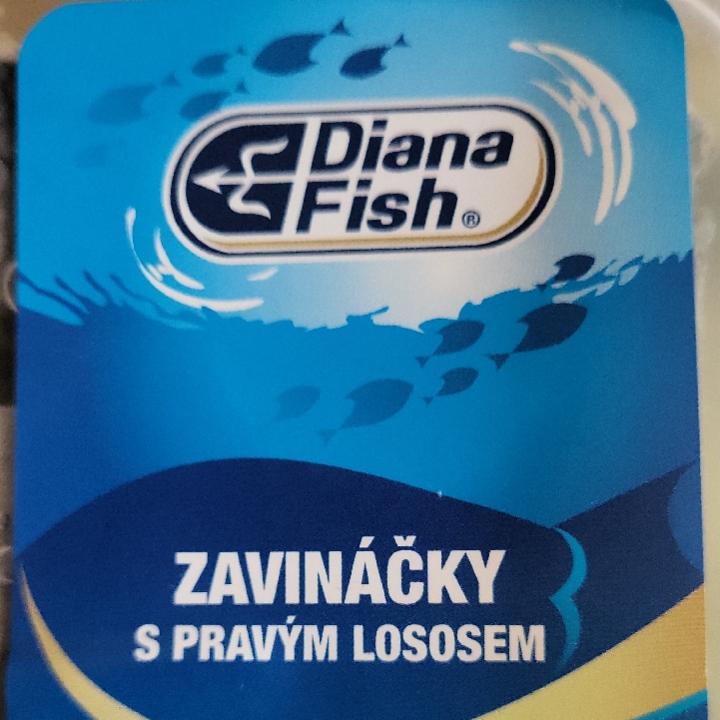 Diana
Fish®
ZAVINÁČKY
S PRAVÝM LOSOSEM